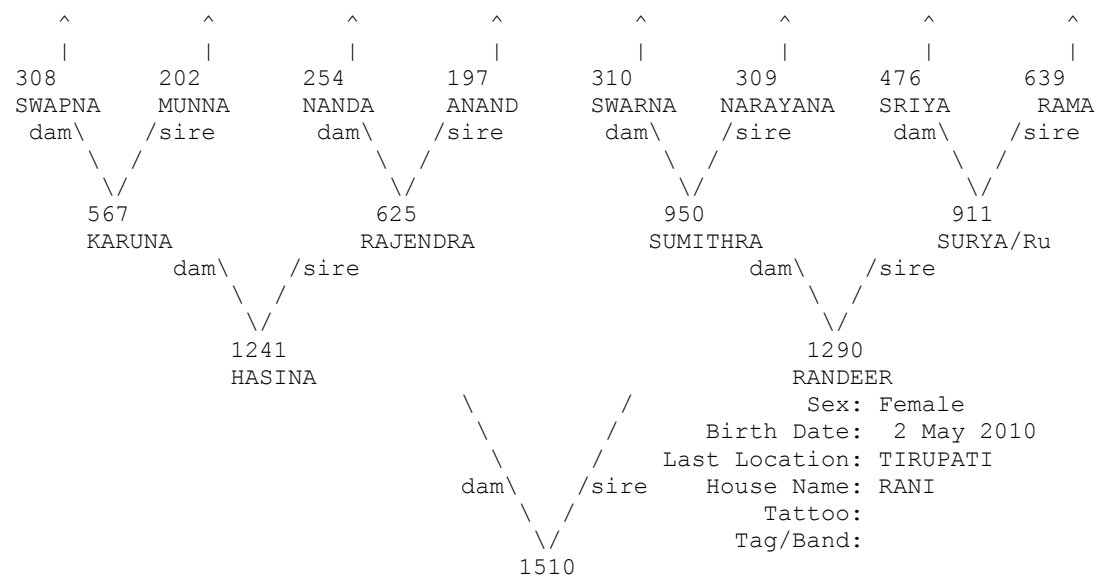 ^ ^ ^ ^ ^ ^ ^ ^
| | | | | | | |
308 202 254 197 310 309 476 639
SWAPNA MUNNA NANDA ANAND SWARNA NARAYANA SRIYA RAMA
dam\ /sire dam\ /sire dam\ /sire dam\ /sire
\ / \ / \ / \ /
\/ \/ \/ \/
567 625 950 911
KARUNA RAJENDRA SUMITHRA SURYA/Ru
dam\ /sire dam\ /sire
\ / \ /
\/ \/
1241 1290
HASINA RANDEER
\ / Sex: Female
\ / Birth Date: 2 May 2010
\ / Last Location: TIRUPATI
dam\ /sire House Name: RANI
\ / Tattoo:
\/ Tag/Band:
1510